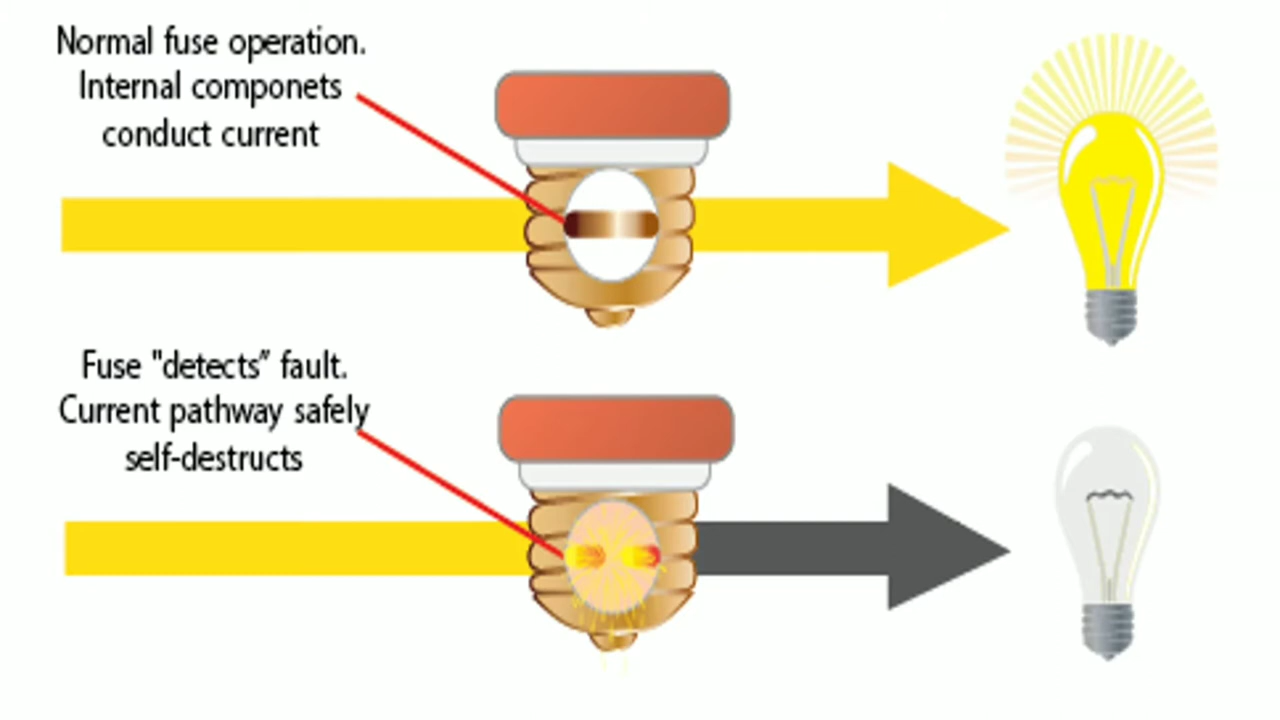 Normal fuse operation.
Internal componets
conduct current
Fuse "detects” fault.
Current pathway safely
self-destructs